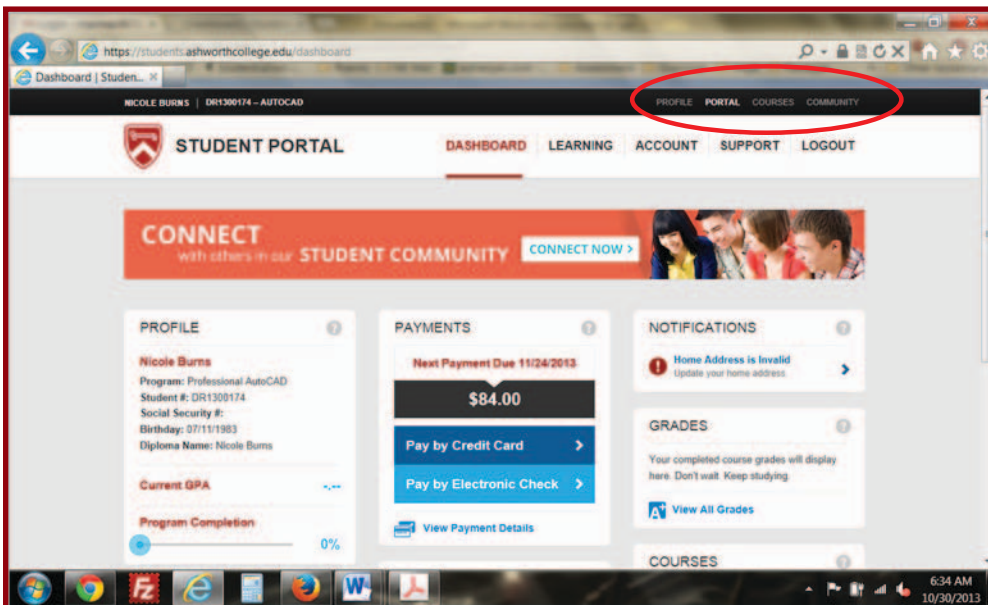 https://students.ashworthcollege.edu/dashboard
Dashboard | Studen...
NICOLE BURNS | DR1300174 – AUTOCAD
PROFILE PORTAL COURSES COMMUNITY
STUDENT PORTAL
DASHBOARD LEARNING ACCOUNT SUPPORT LOGOUT
CONNECT
with others in our STUDENT COMMUNITY
CONNECT NOW >
PROFILE
Nicole Burns
Program: Professional AutoCAD
Student #: DR1300174
Social Security #:
Birthday: 07/11/1983
Diploma Name: Nicole Burns
Current GPA -.--
Program Completion
0%
PAYMENTS
Next Payment Due 11/24/2013
$84.00
Pay by Credit Card
Pay by Electronic Check
View Payment Details
NOTIFICATIONS
Home Address is Invalid
Update your home address
GRADES
Your completed course grades will display
here. Don't wait. Keep studying.
A+ View All Grades
COURSES
6:34 AM
10/30/2013